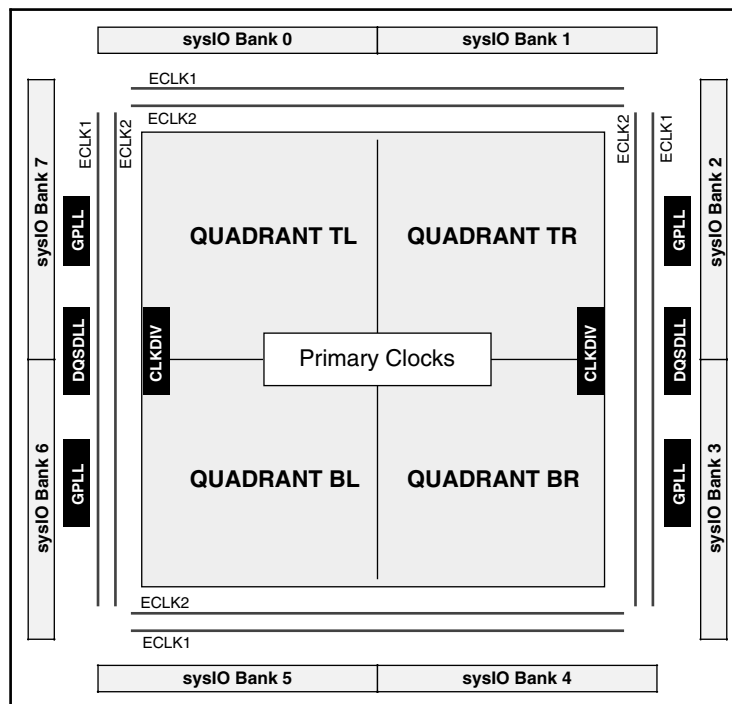 sysIO Bank 0
sysIO Bank 1
ECLK1
ECLK2
ECLK1
ECLK2
ECLK2
ECLK1
sysIO Bank 7
sysIO Bank 2
GPLL
QUADRANT TL
QUADRANT TR
GPLL
DQSDLL
CLKDIV
Primary Clocks
CLKDIV
DQSDLL
sysIO Bank 6
GPLL
QUADRANT BL
QUADRANT BR
GPLL
sysIO Bank 3
ECLK2
ECLK1
sysIO Bank 5
sysIO Bank 4